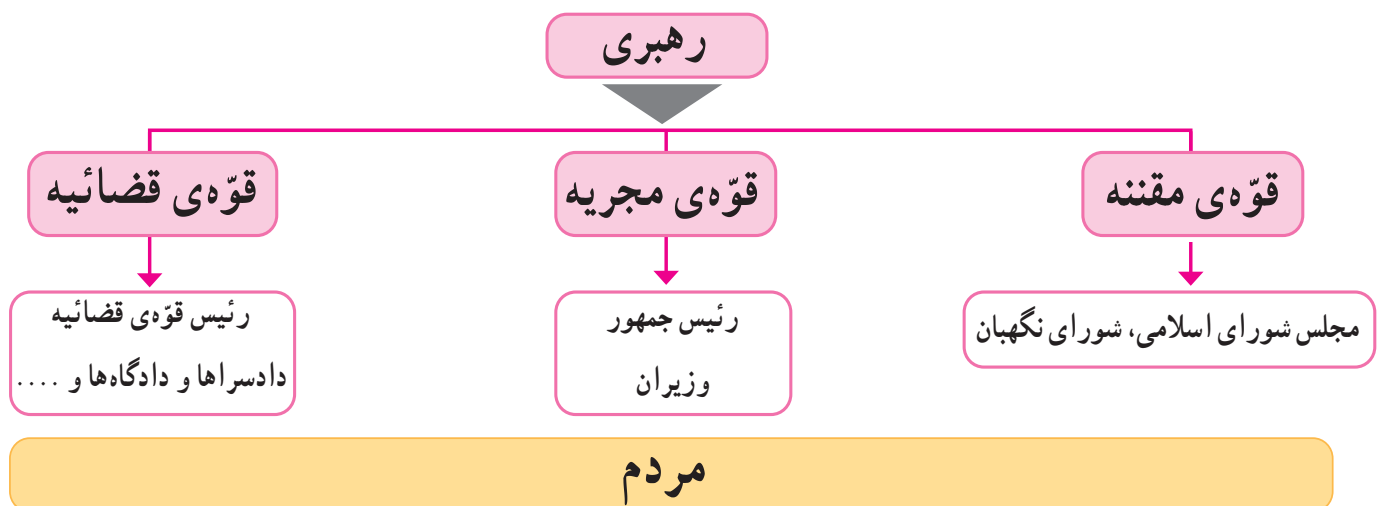 رهبری
قوّه‌ی مقننه
قوّه‌ی مجریه
قوّه‌ی قضائیه
مجلس شورای اسلامی، شورای نگهبان
رئیس جمهور
وزیران
رئیس قوّه‌ی قضائیه
دادسراها و دادگاه‌ها و ....
مردم